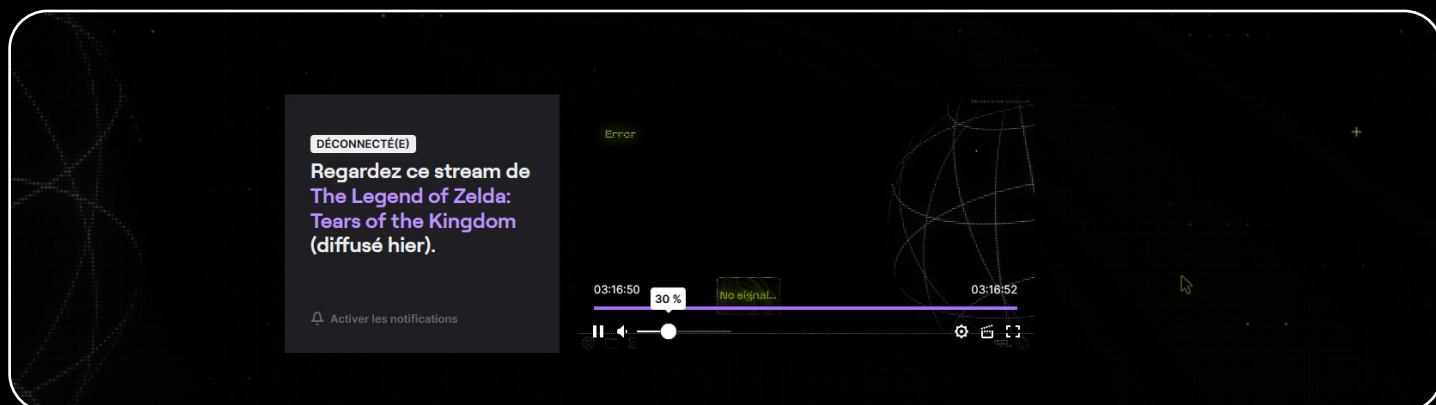 DÉCONNECTÉ(E)
Regardez ce stream de
The Legend of Zelda:
Tears of the Kingdom
(diffusé hier).
Activer les notifications
Error
No signal...
03:16:50
30 %
03:16:52